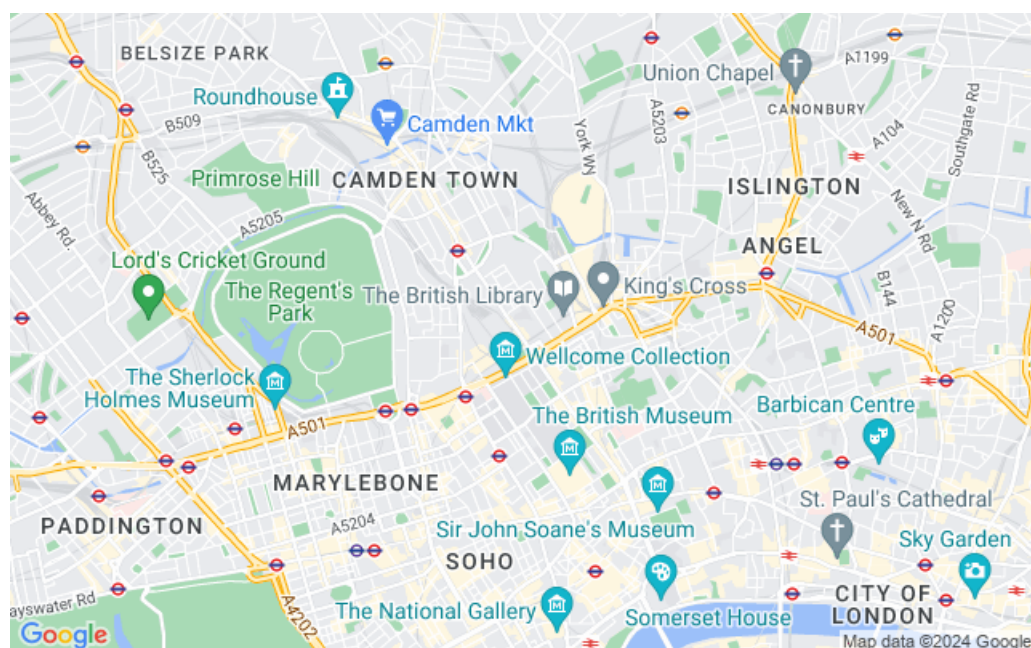 BELSIZE PARK
Union Chapel
A1199
Roundhouse
CANONBURY
Camden Mkt
B509
A5203
York Wy
A104
Southgate Rd
B525
Primrose Hill
CAMDEN TOWN
ISLINGTON
Abbey Rd.
A5205
New N Rd
ANGEL
Lord's Cricket Ground
The Regent's
Park
The British Library
King's Cross
B144
A1200
A501
Wellcome Collection
The Sherlock
Holmes Museum
The British Museum
Barbican Centre
A501
MARYLEBONE
St. Paul's Cathedral
PADDINGTON
A5204
Sir John Soane's Museum
Sky Garden
SOHO
ayswater Rd
A4202
The National Gallery
Somerset House
CITY OF
LONDON
Google
Map data ©2024 Google